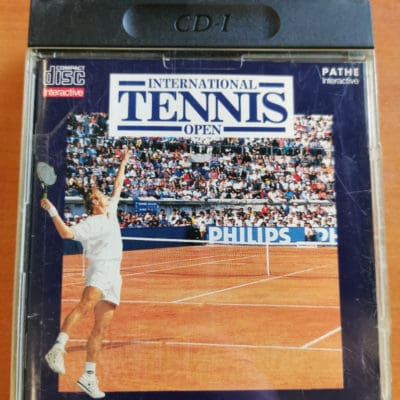 CD-I
COMPACT
disc
Interactive
INTERNATIONAL
TENNIS
OPEN
PATHE
Interactive
PHILIPS